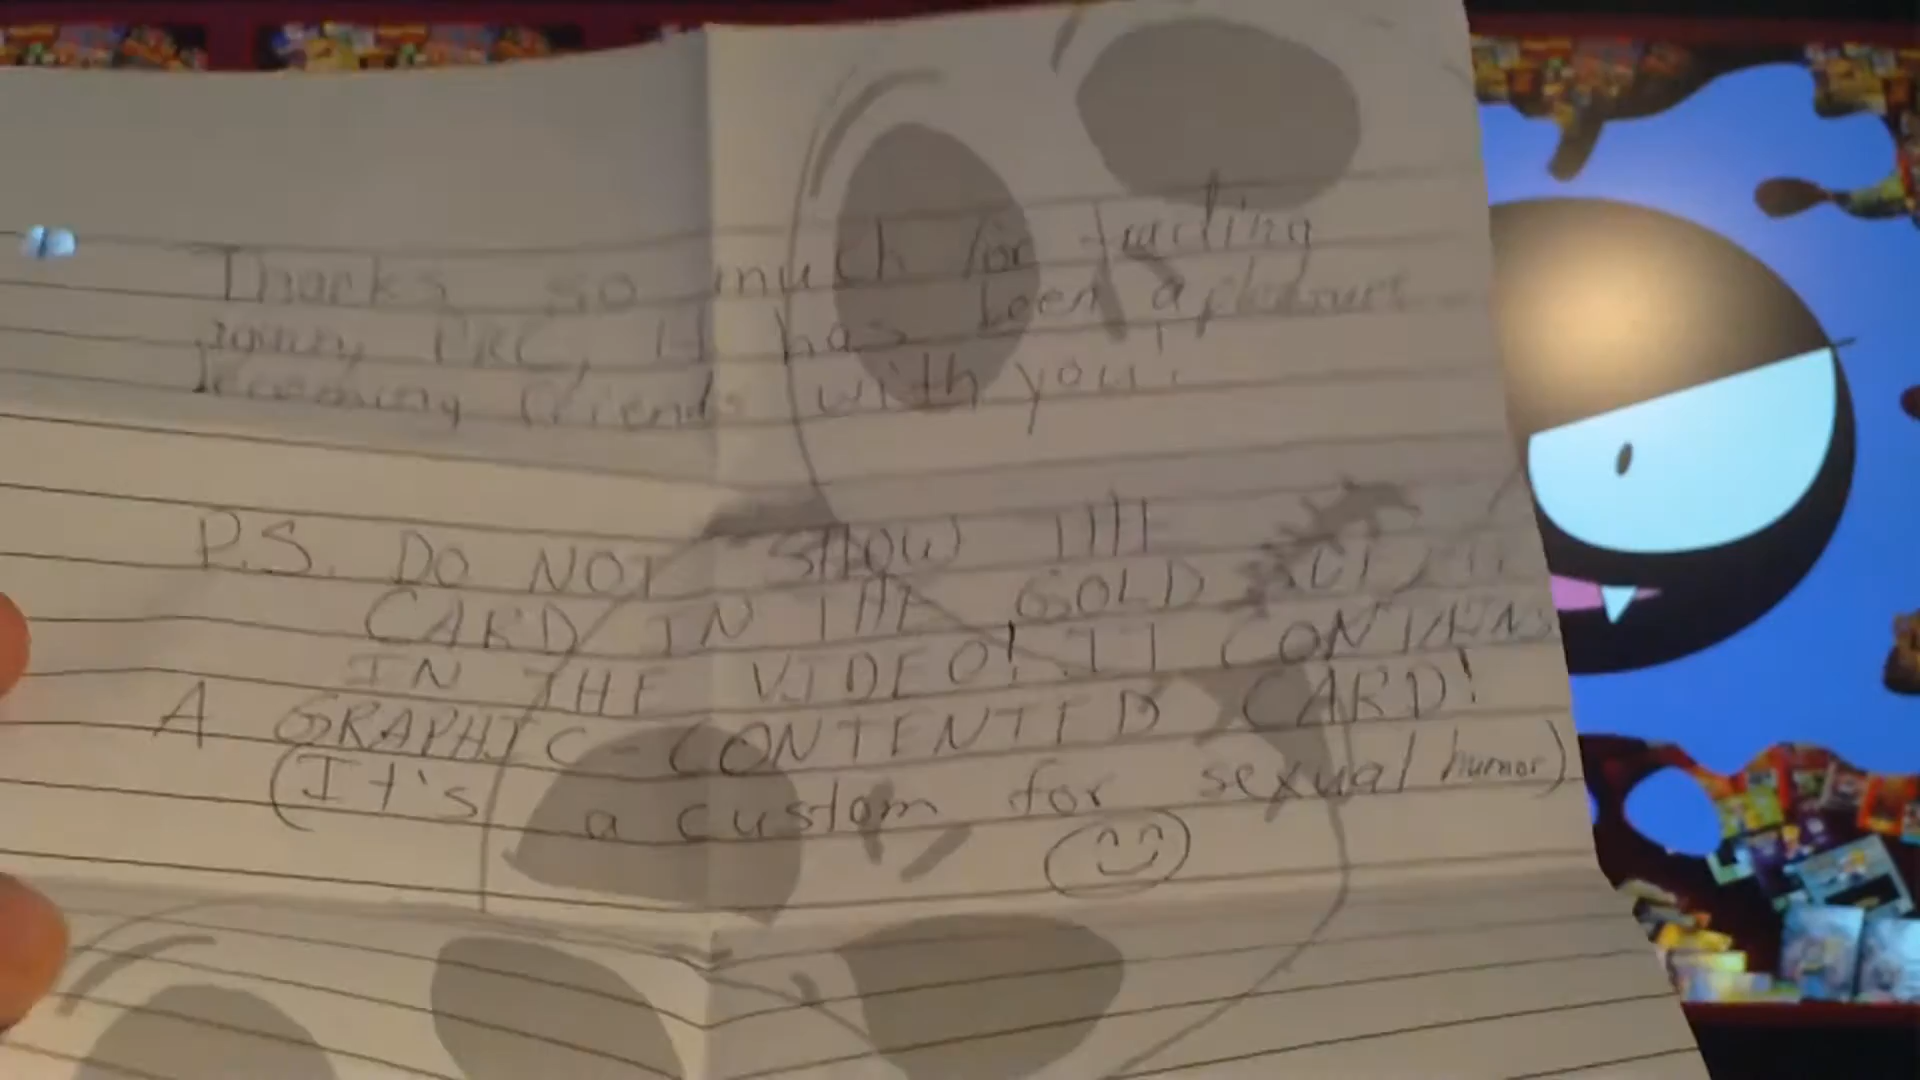 Thanks so much for trading
again, PRC, It has been a pleasure
becoming friends with you!
P.S. DO NOT SHOW THE
CARD IN THE GOLD
IN THE VIDEO! IT CONTAINS
A GRAPHIC-CONTENTED CARD!
(It's a custom for sexual humor)